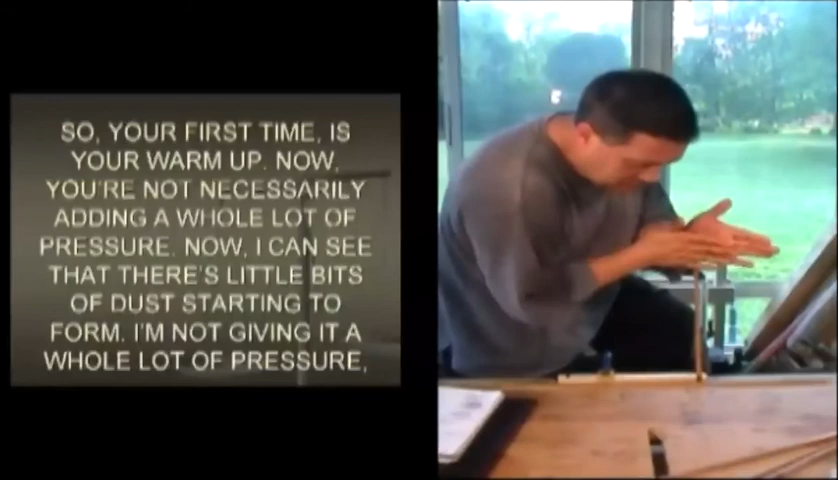 SO, YOUR FIRST TIME, IS
YOUR WARM UP. NOW,
YOU'RE NOT NECESSARILY
ADDING A WHOLE LOT OF
PRESSURE. NOW, I CAN SEE
THAT THERE'S LITTLE BITS
OF DUST STARTING TO
FORM. I'M NOT GIVING IT A
WHOLE LOT OF PRESSURE,